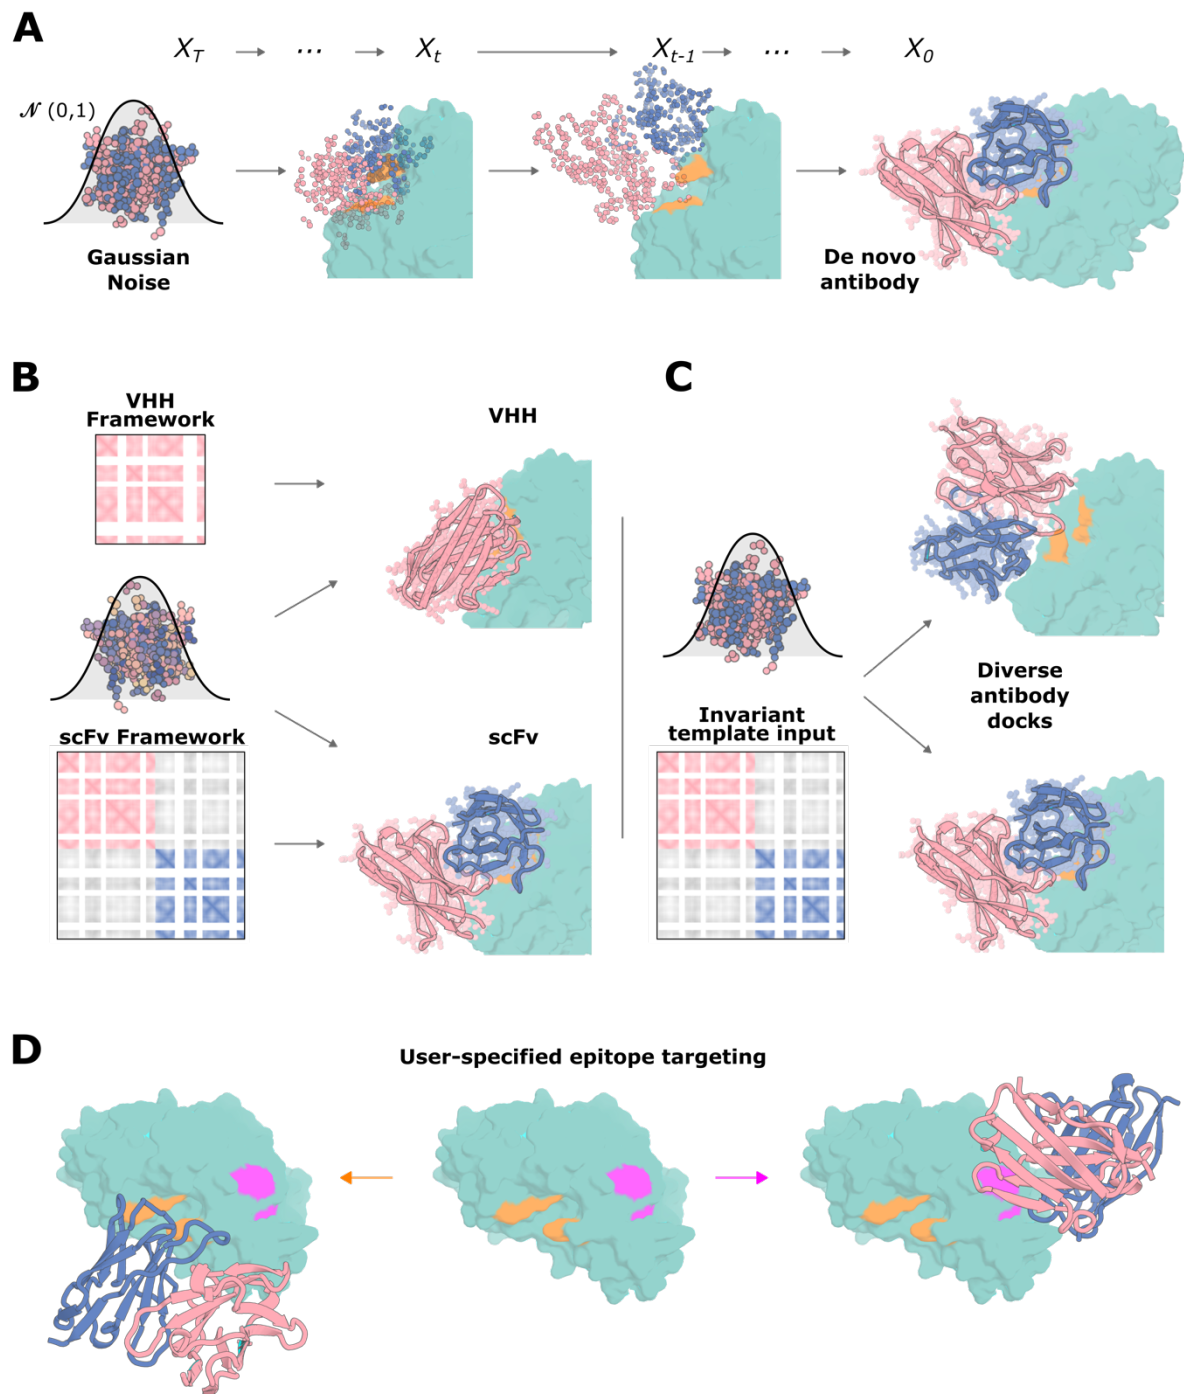 A
X_T ... X_t X_{t-1} ... X_0
𝒩 (0,1)
Gaussian
Noise
De novo
antibody
B
VHH
Framework
VHH
scFv Framework
scFv
C
Invariant
template input
Diverse
antibody
docks
D
User-specified epitope targeting